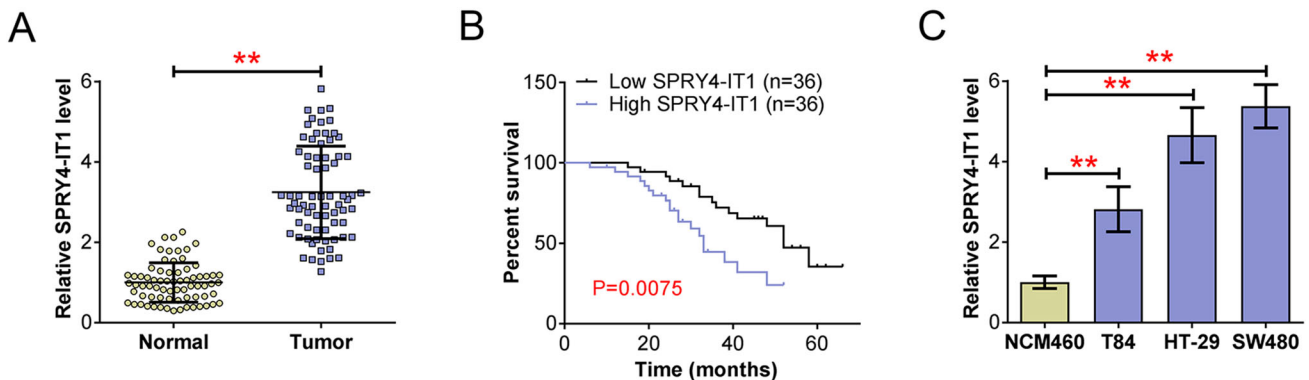 A
**
Relative SPRY4-IT1 level
6
4
2
0
Normal
Tumor
B
Low SPRY4-IT1 (n=36)
High SPRY4-IT1 (n=36)
Percent survival
150
100
50
0
P=0.0075
0
20
40
60
Time (months)
C
**
**
**
Relative SPRY4-IT1 level
6
4
2
0
NCM460
T84
HT-29
SW480